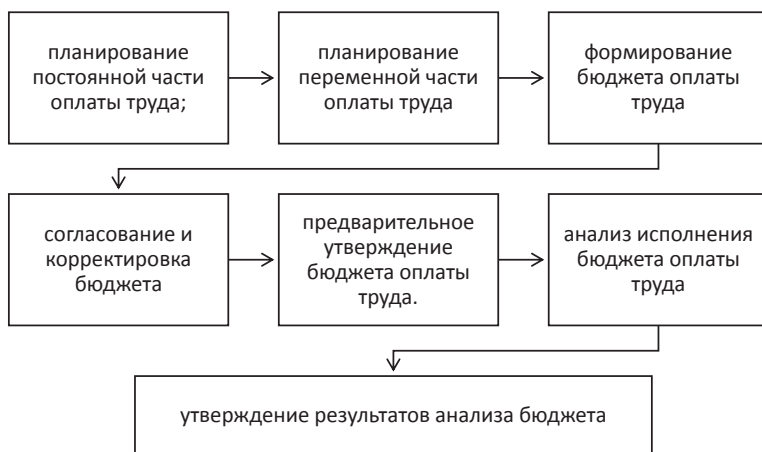 планирование
постоянной части
оплаты труда;
планирование
переменной части
оплаты труда
формирование
бюджета оплаты
труда
согласование и
корректировка
бюджета
предварительное
утверждение
бюджета оплаты
труда.
анализ исполнения
бюджета оплаты
труда
утверждение результатов анализа бюджета